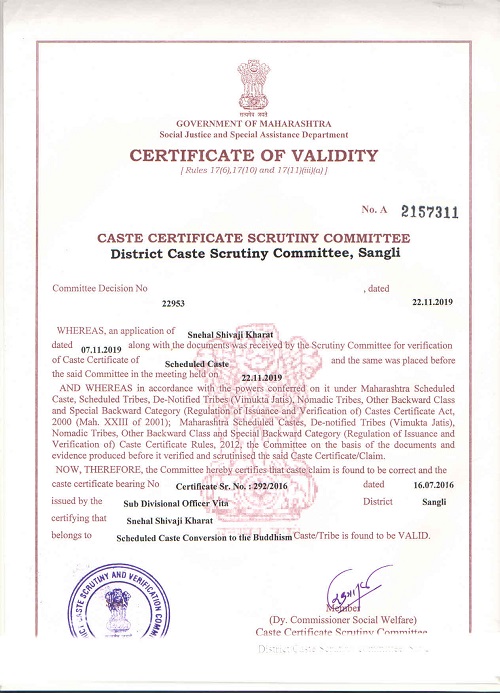 सत्यमेव जयते
GOVERNMENT OF MAHARASHTRA
Social Justice and Special Assistance Department
CERTIFICATE OF VALIDITY
[ Rules 17(6),17(10) and 17(11)(iii)(a) ]
No. A 2157311
CASTE CERTIFICATE SCRUTINY COMMITTEE
District Caste Scrutiny Committee, Sangli
Committee Decision No , dated
22953 22.11.2019
WHEREAS, an application of Snehal Shivaji Kharat
dated 07.11.2019 along with the documents was received by the Scrutiny Committee for verification
of Caste Certificate of Scheduled Caste and the same was placed before
the said Committee in the meeting held on 22.11.2019
AND WHEREAS in accordance with the powers conferred on it under Maharashtra Scheduled
Caste, Scheduled Tribes, De-Notified Tribes (Vimukta Jatis), Nomadic Tribes, Other Backward Class
and Special Backward Category (Regulation of Issuance and Verification of) Castes Certificate Act,
2000 (Mah. XXIII of 2001); Maharashtra Scheduled Castes, De-notified Tribes (Vimukta Jatis),
Nomadic Tribes, Other Backward Class and Special Backward Category (Regulation of Issuance and
Verification of) Caste Certificate Rules, 2012; the Committee on the basis of the documents and
evidence produced before it verified and scrutinised the said Caste Certificate/Claim.
NOW, THEREFORE, the Committee hereby certifies that caste claim is found to be correct and the
caste certificate bearing No Certificate Sr. No. : 292/2016 dated 16.07.2016
issued by the Sub Divisional Officer Vita District Sangli
certifying that Snehal Shivaji Kharat
belongs to Scheduled Caste Conversion to the Buddhism Caste/Tribe is found to be VALID.
DISTRICT CASTE SCRUTINY AND VERIFICATION COMM
Member
(Dy. Commissioner Social Welfare)
Caste Certificate Scrutiny Committee
District Caste Scrutiny Committee,